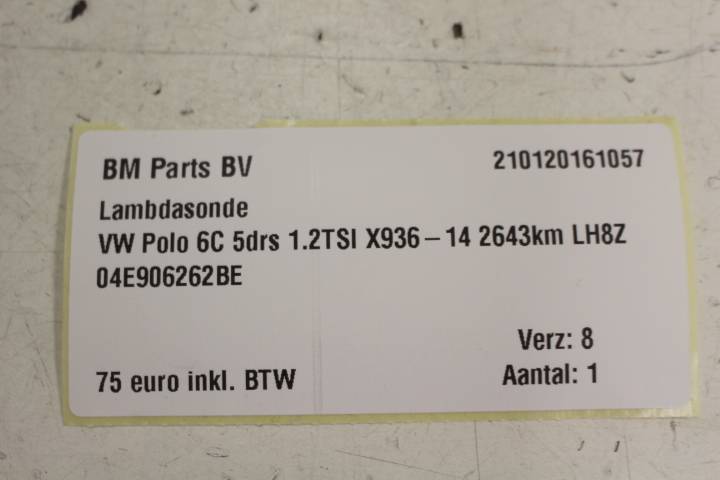 BM Parts BV 210120161057
Lambdasonde
VW Polo 6C 5drs 1.2TSI X936-14 2643km LH8Z
04E906262BE
Verz: 8
75 euro inkl. BTW Aantal: 1